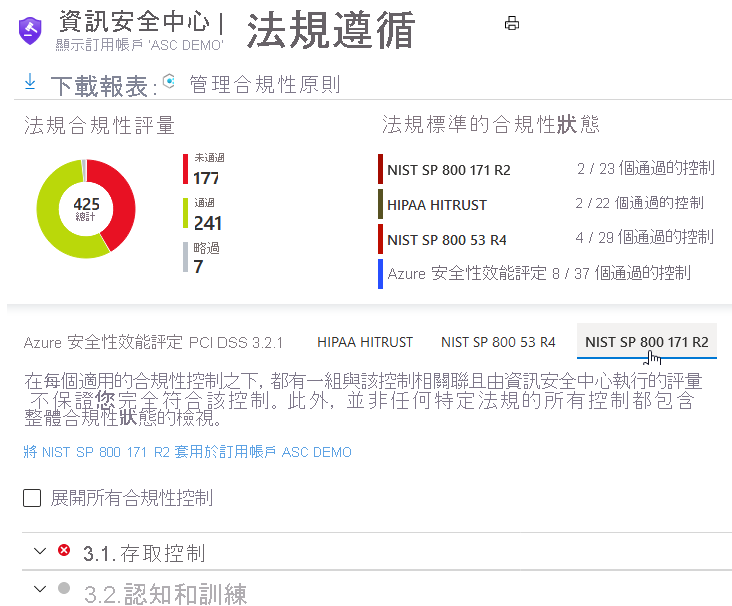 資訊安全中心 | 法規遵循
顯示訂用帳戶 'ASC DEMO'
下載報表: 管理合規性原則
法規合規性評量
425
總計
未通過
177
通過
241
略過
7
法規標準的合規性狀態
NIST SP 800 171 R2 2 / 23 個通過的控制
HIPAA HITRUST 2 / 22 個通過的控制
NIST SP 800 53 R4 4 / 29 個通過的控制
Azure 安全性效能評定 8 / 37 個通過的控制
Azure 安全性效能評定 PCI DSS 3.2.1 HIPAA HITRUST NIST SP 800 53 R4 NIST SP 800 171 R2
在每個適用的合規性控制之下, 都有一組與該控制相關聯且由資訊安全中心執行的評量
不保證您完全符合該控制。此外, 並非任何特定法規的所有控制都包含
整體合規性狀態的檢視。
將 NIST SP 800 171 R2 套用於訂用帳戶 ASC DEMO
展開所有合規性控制
3.1.存取控制
3.2.認知和訓練